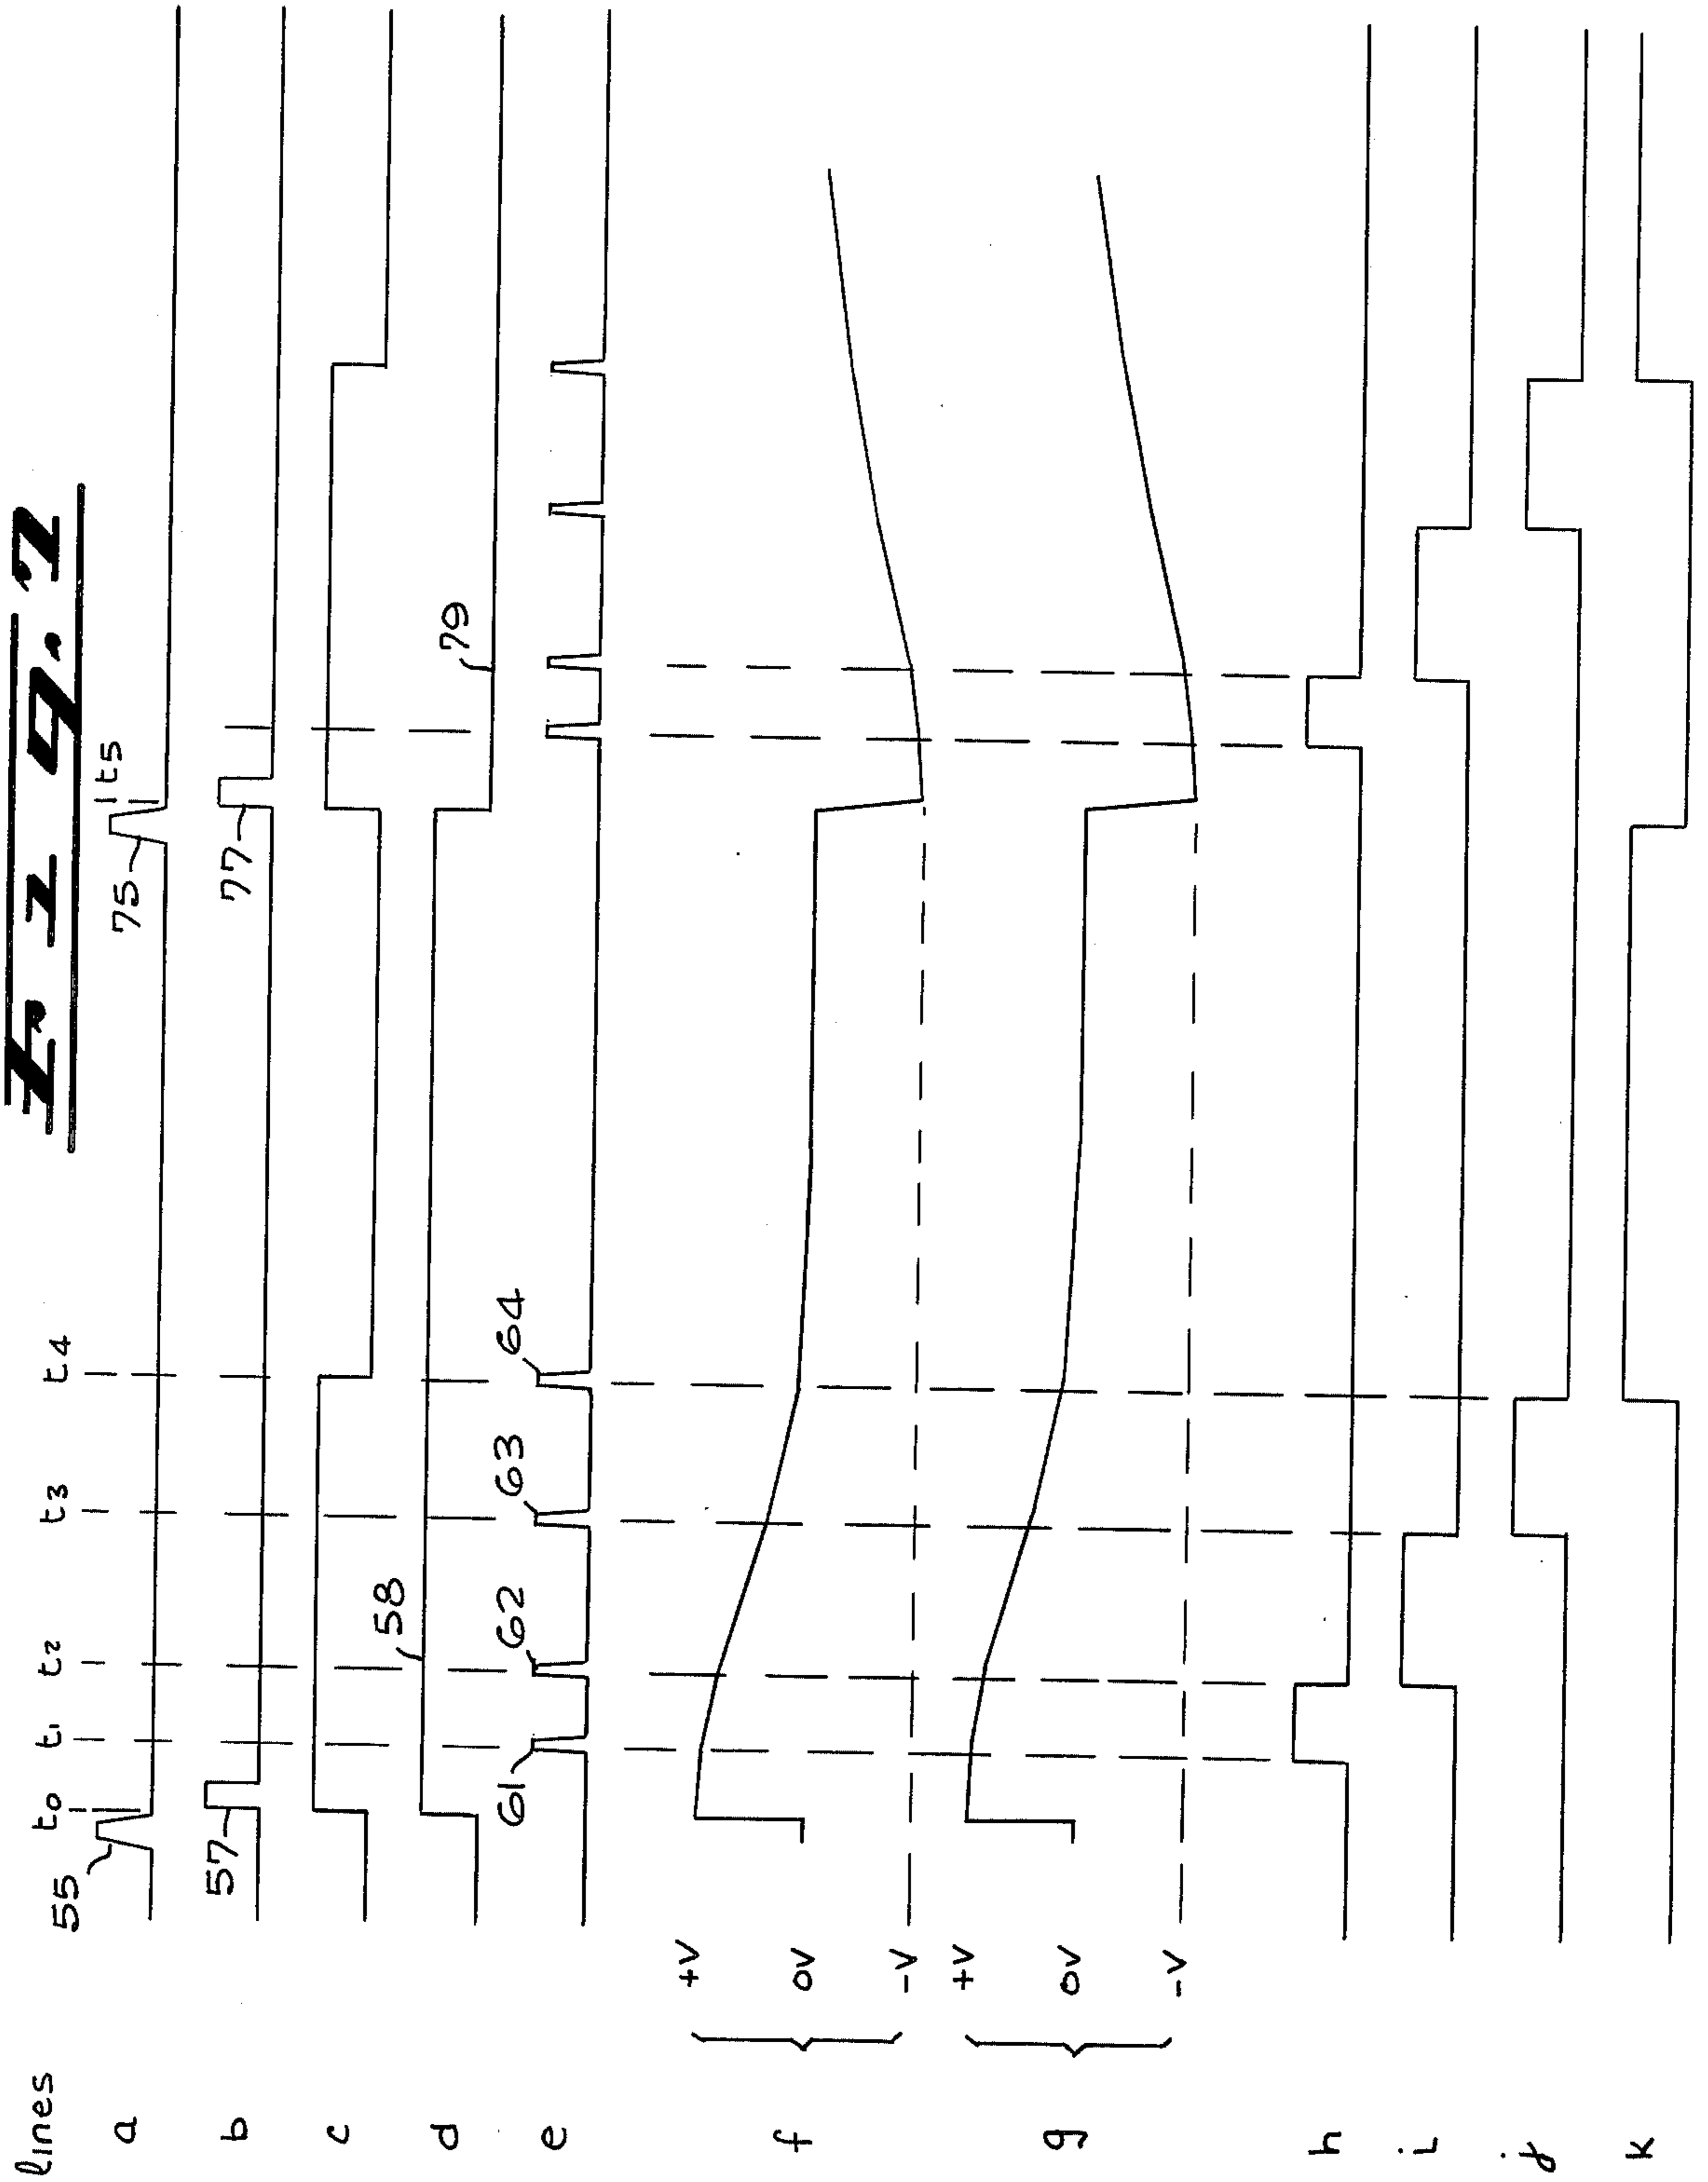 Fig. 7
lines
55 t0 t1 t2 t3 t4 75 t5
a
b 57 77
c
d 58 79
e 61 62 63 64
f +V 0V -V
g +V 0V -V
h
i
j
k